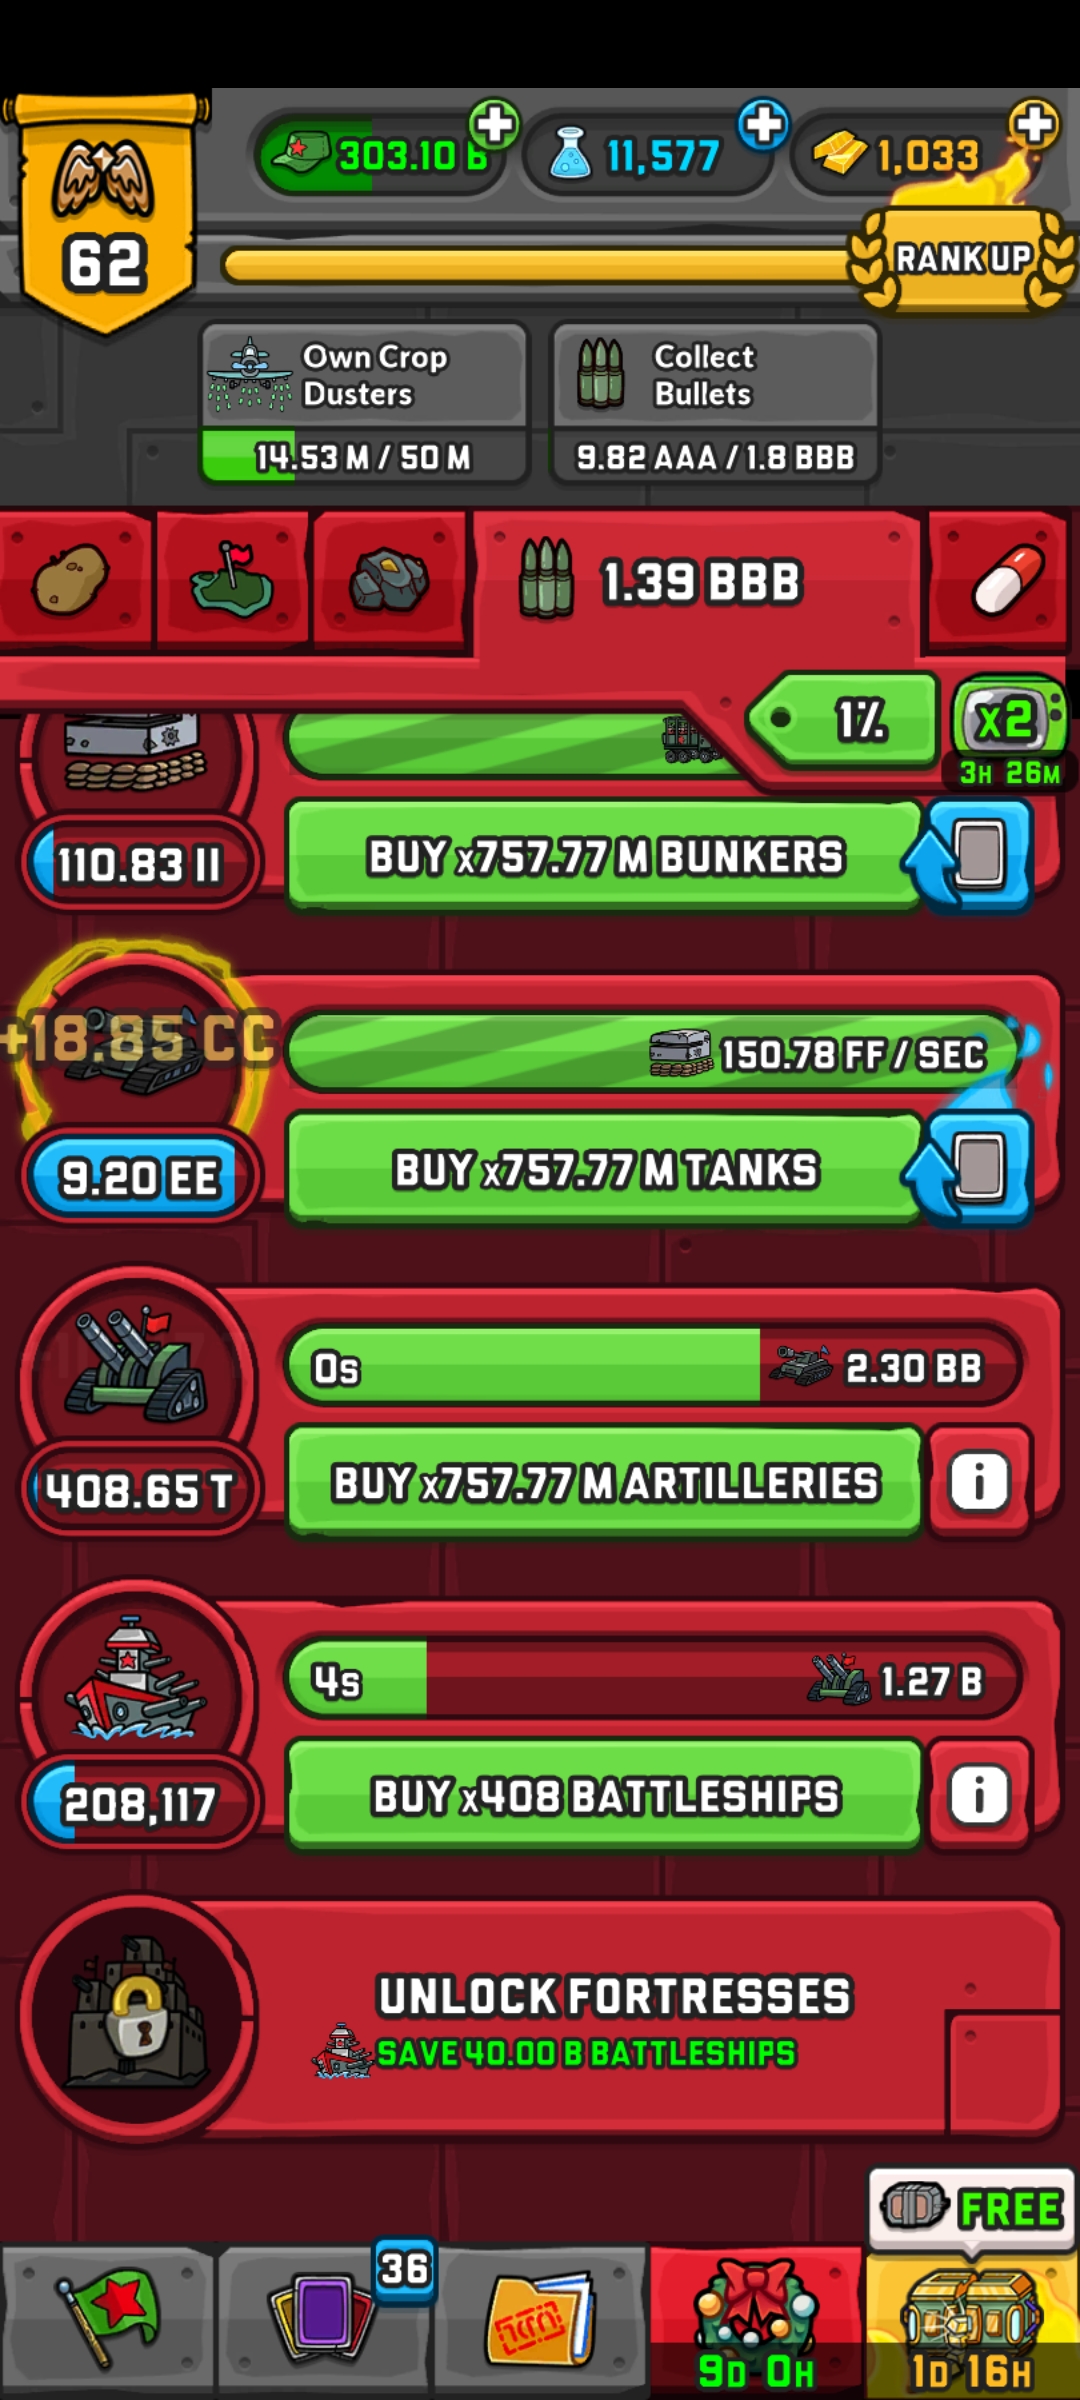 303.10 B
11,577
1,033
62
RANK UP
Own Crop
Dusters
14.53 M / 50 M
Collect
Bullets
9.82 AAA / 1.8 BBB
1.39 BBB
1%
x2
3H 26M
110.83 II
BUY x757.77 M BUNKERS
+18.85 CC
150.78 FF / SEC
9.20 EE
BUY x757.77 M TANKS
0s
2.30 BB
408.65 T
BUY x757.77 M ARTILLERIES
i
4s
1.27 B
208,117
BUY x408 BATTLESHIPS
i
UNLOCK FORTRESSES
SAVE 40.00 B BATTLESHIPS
FREE
36
9D 0H
1D 16H